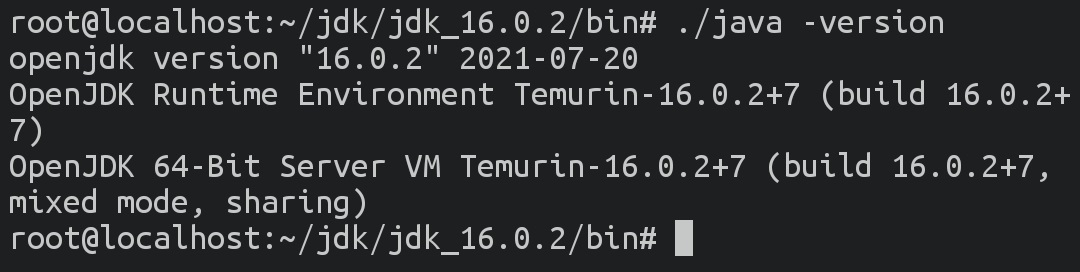 root@localhost:~/jdk/jdk_16.0.2/bin# ./java -version
openjdk version "16.0.2" 2021-07-20
OpenJDK Runtime Environment Temurin-16.0.2+7 (build 16.0.2+
7)
OpenJDK 64-Bit Server VM Temurin-16.0.2+7 (build 16.0.2+7,
mixed mode, sharing)
root@localhost:~/jdk/jdk_16.0.2/bin#